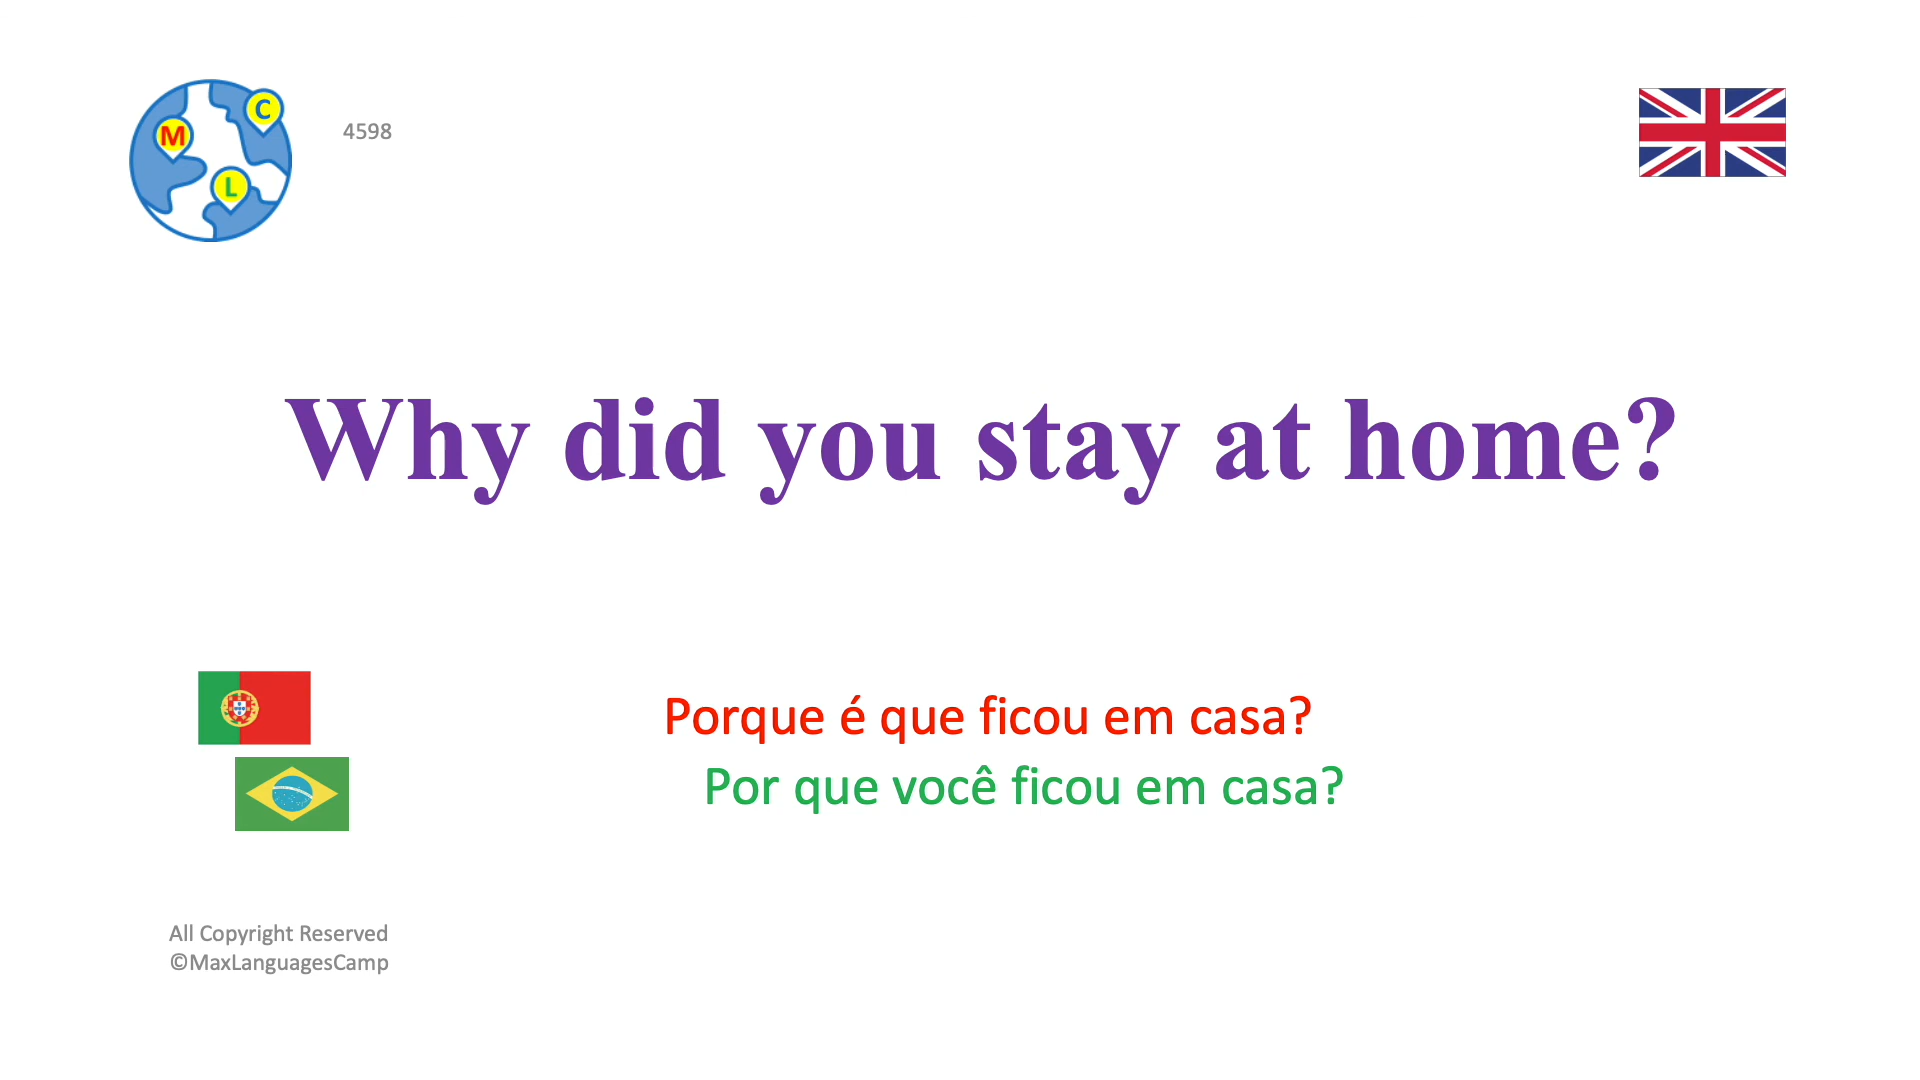 C
M
L
4598
Why did you stay at home?
Porque é que ficou em casa?
Por que você ficou em casa?
All Copyright Reserved
©MaxLanguagesCamp